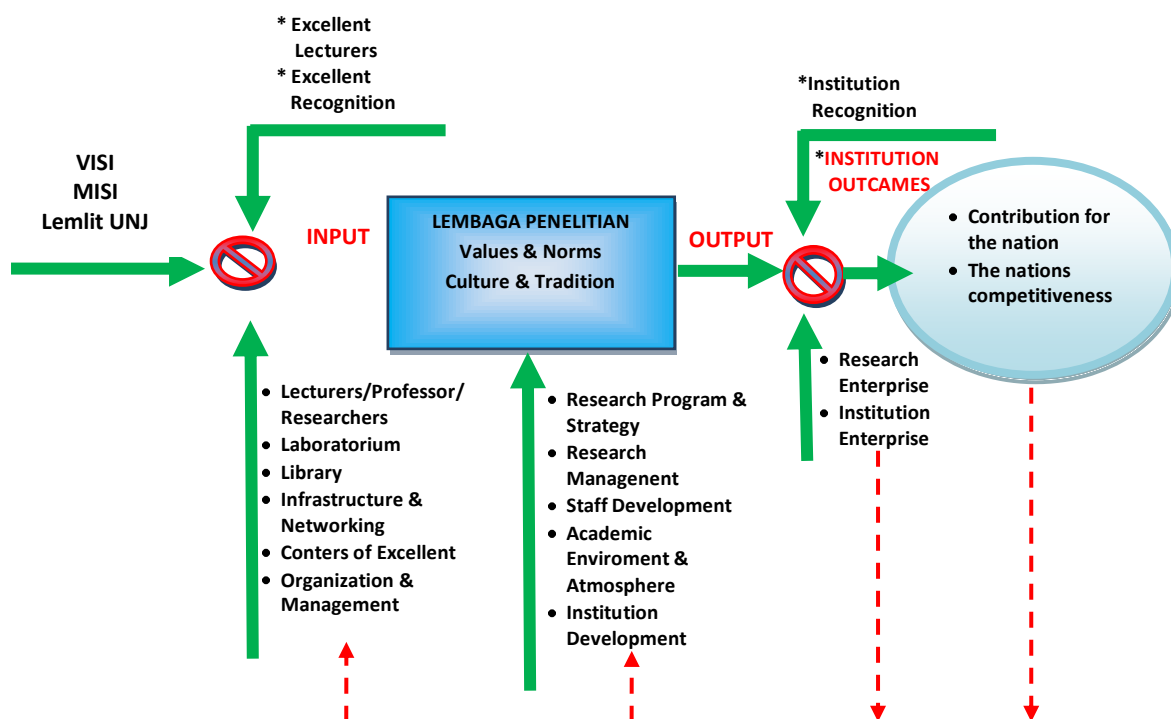 * Excellent
Lecturers
* Excellent
Recognition
*Institution
Recognition
*INSTITUTION
OUTCAMES
VISI
MISI
Lemlit UNJ
INPUT
LEMBAGA PENELITIAN
Values & Norms
Culture & Tradition
OUTPUT
• Contribution for
the nation
• The nations
competitiveness
• Lecturers/Professor/
Researchers
• Laboratorium
• Library
• Infrastructure &
Networking
• Conters of Excellent
• Organization &
Management
• Research Program &
Strategy
• Research
Managenent
• Staff Development
• Academic
Enviroment &
Atmosphere
• Institution
Development
• Research
Enterprise
• Institution
Enterprise